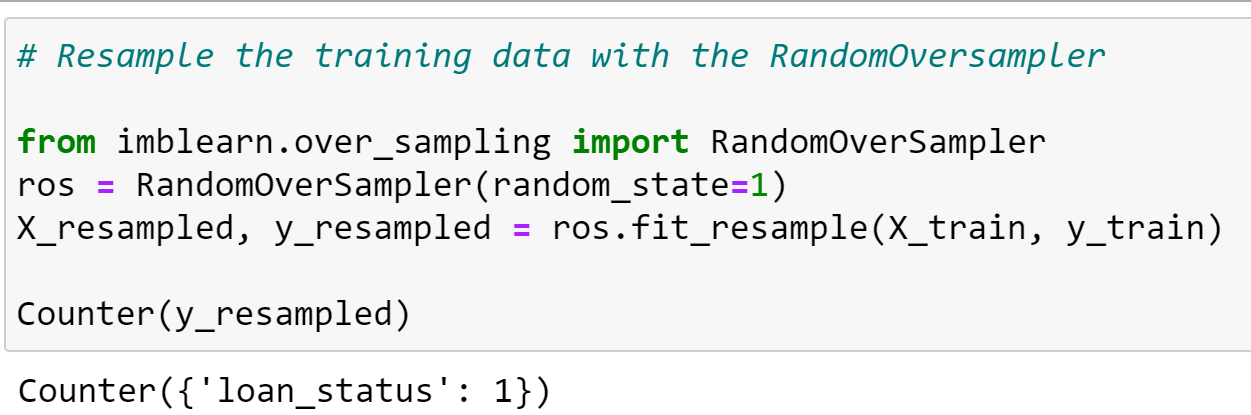 # Resample the training data with the RandomOversampler
from imblearn.over_sampling import RandomOverSampler
ros = RandomOverSampler(random_state=1)
X_resampled, y_resampled = ros.fit_resample(X_train, y_train)
Counter(y_resampled)
Counter({'loan_status': 1})